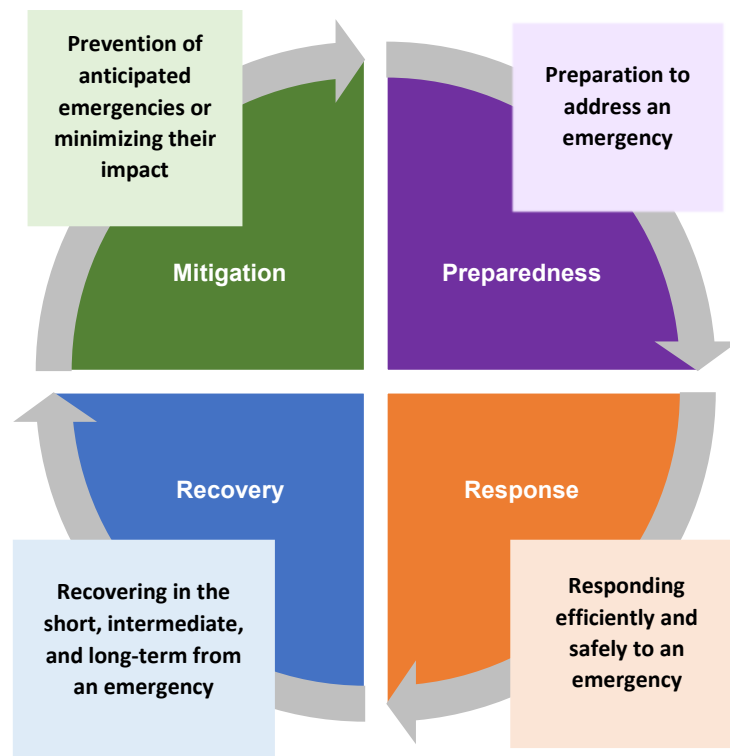 Prevention of
anticipated
emergencies or
minimizing their
impact
Preparation to
address an
emergency
Mitigation
Preparedness
Recovery
Response
Recovering in the
short, intermediate,
and long-term from
an emergency
Responding
efficiently and
safely to an
emergency